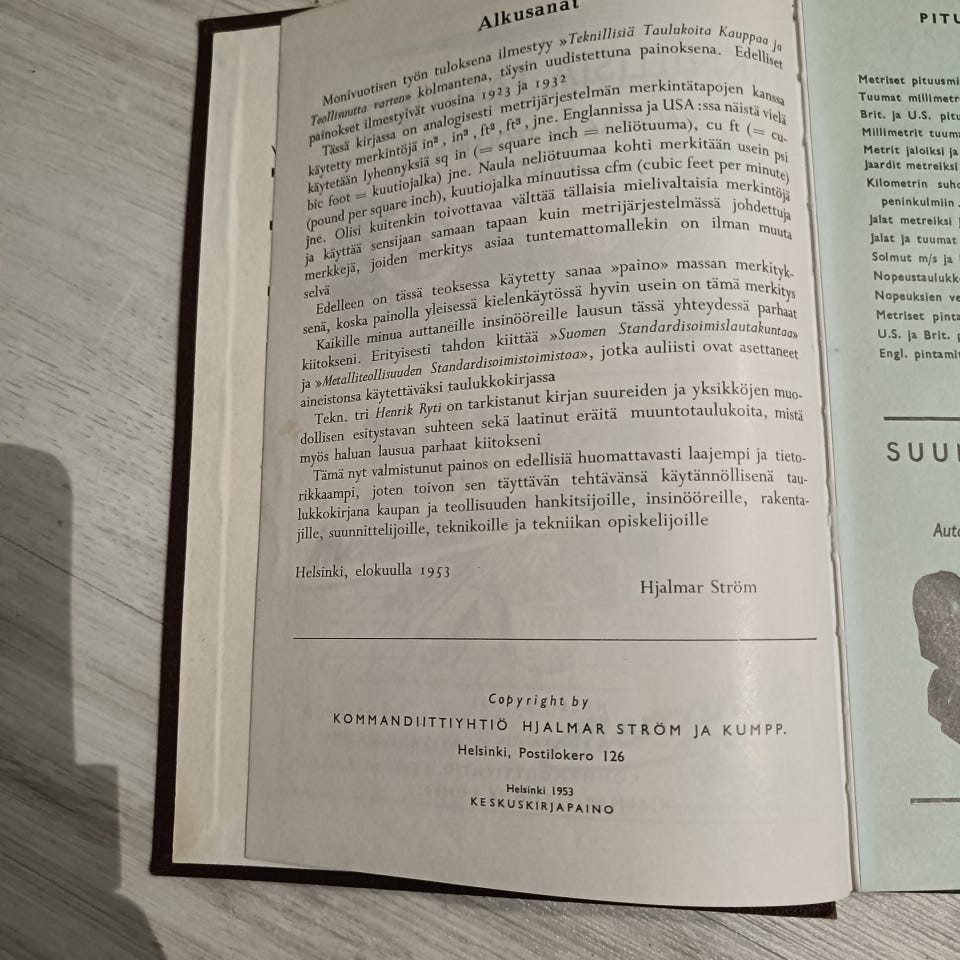 Alkusanat
Monivuotisen työn tuloksena ilmestyy »Teknillisiä Taulukoita Kauppaa ja
Teollisuutta varten» kolmantena, täysin uudistettuna painoksena. Edelliset
painokset ilmestyivät vuosina 1923 ja 1932
Tässä kirjassa on analogisesti metrijärjestelmän merkintätapojen kanssa
käytetty merkintöjä in², in³, ft², ft³, jne. Englannissa ja USA:ssa näistä vielä
käytetään lyhennyksiä sq in (= square inch = neliötuuma), cu ft (= cu-
bic foot = kuutiojalka) jne. Naula neliötuumaa kohti merkitään usein psi
(pound per square inch), kuutiojalka minuutissa cfm (cubic feet per minute)
jne. Olisi kuitenkin toivottavaa välttää tällaisia mielivaltaisia merkintöjä
ja käyttää sensijaan samaan tapaan kuin metrijärjestelmässä johdettuja
merkkejä, joiden merkitys asiaa tuntemattomallekin on ilman muuta
selvä
Edelleen on tässä teoksessa käytetty sanaa »paino» massan merkityk-
senä, koska painolla yleisessä kielenkäytössä hyvin usein on tämä merkitys
Kaikille minua auttaneille insinööreille lausun tässä yhteydessä parhaat
kiitokseni. Erityisesti tahdon kiittää »Suomen Standardisoimislautakuntaa»
ja »Metalliteollisuuden Standardisoimistoimistoa», jotka auliisti ovat asettaneet
aineistonsa käytettäväksi taulukkokirjassa
Tekn. tri Henrik Ryti on tarkistanut kirjan suureiden ja yksikköjen muo-
dollisen esitystavan suhteen sekä laatinut eräitä muuntotaulukoita, mistä
myös haluan lausua parhaat kiitokseni
Tämä nyt valmistunut painos on edellisiä huomattavasti laajempi ja tieto-
rikkaampi, joten toivon sen täyttävän tehtävänsä käytännöllisenä tau-
lukkokirjana kaupan ja teollisuuden hankitsijoille, insinööreille, rakenta-
jille, suunnittelijoille, teknikoille ja tekniikan opiskelijoille
Helsinki, elokuulla 1953
Hjalmar Ström
Copyright by
KOMMANDIITTIYHTIÖ HJALMAR STRÖM JA KUMPP.
Helsinki, Postilokero 126
Helsinki 1953
KESKUSKIRJAPAINO
PITU
Metriset pituusmi
Tuumat millimetr
Brit. ja U.S. pitu
Millimetrit tuuma
Metrit jaloiksi ja
Jaardit metreiksi
Kilometrin suho
peninkulmiin .
Jalat metreiksi j
Jalat ja tuumat
Solmut m/s ja
Nopeustaulukk
Nopeuksien ve
Metriset pinta
U.S. ja Brit. p
Engl. pintamit
SUU
Auto